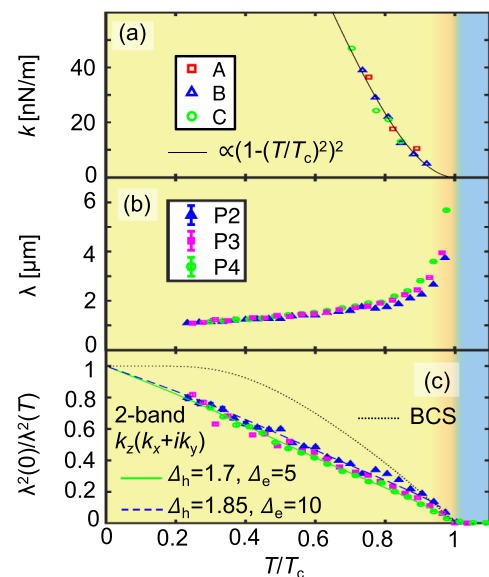 (a)
k [nN/m]
40
20
0
A
B
C
∝(1-(T/Tc)²)²
(b)
λ [μm]
6
4
2
0
P2
P3
P4
(c)
λ²(0)/λ²(T)
1
0.8
0.6
0.4
0.2
0
BCS
2-band
kz(kx+iky)
Δh=1.7, Δe=5
Δh=1.85, Δe=10
0 0.2 0.4 0.6 0.8 1
T/Tc